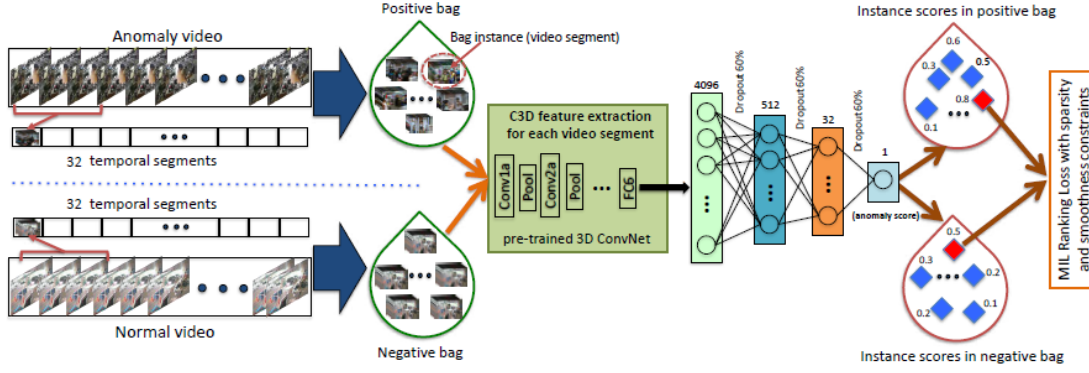 Anomaly video
32 temporal segments
32 temporal segments
Normal video
Positive bag
Bag instance (video segment)
Negative bag
C3D feature extraction
for each video segment
Conv1a
Pool
Conv2a
Pool
...
FC6
pre-trained 3D ConvNet
4096
Dropout 60%
512
Dropout 60%
32
Dropout 60%
1
(anomaly score)
Instance scores in positive bag
0.6
0.3
0.5
0.8
0.1
0.5
0.3
0.2
0.2
0.1
Instance scores in negative bag
MIL Ranking Loss with sparsity
and smoothness constraints